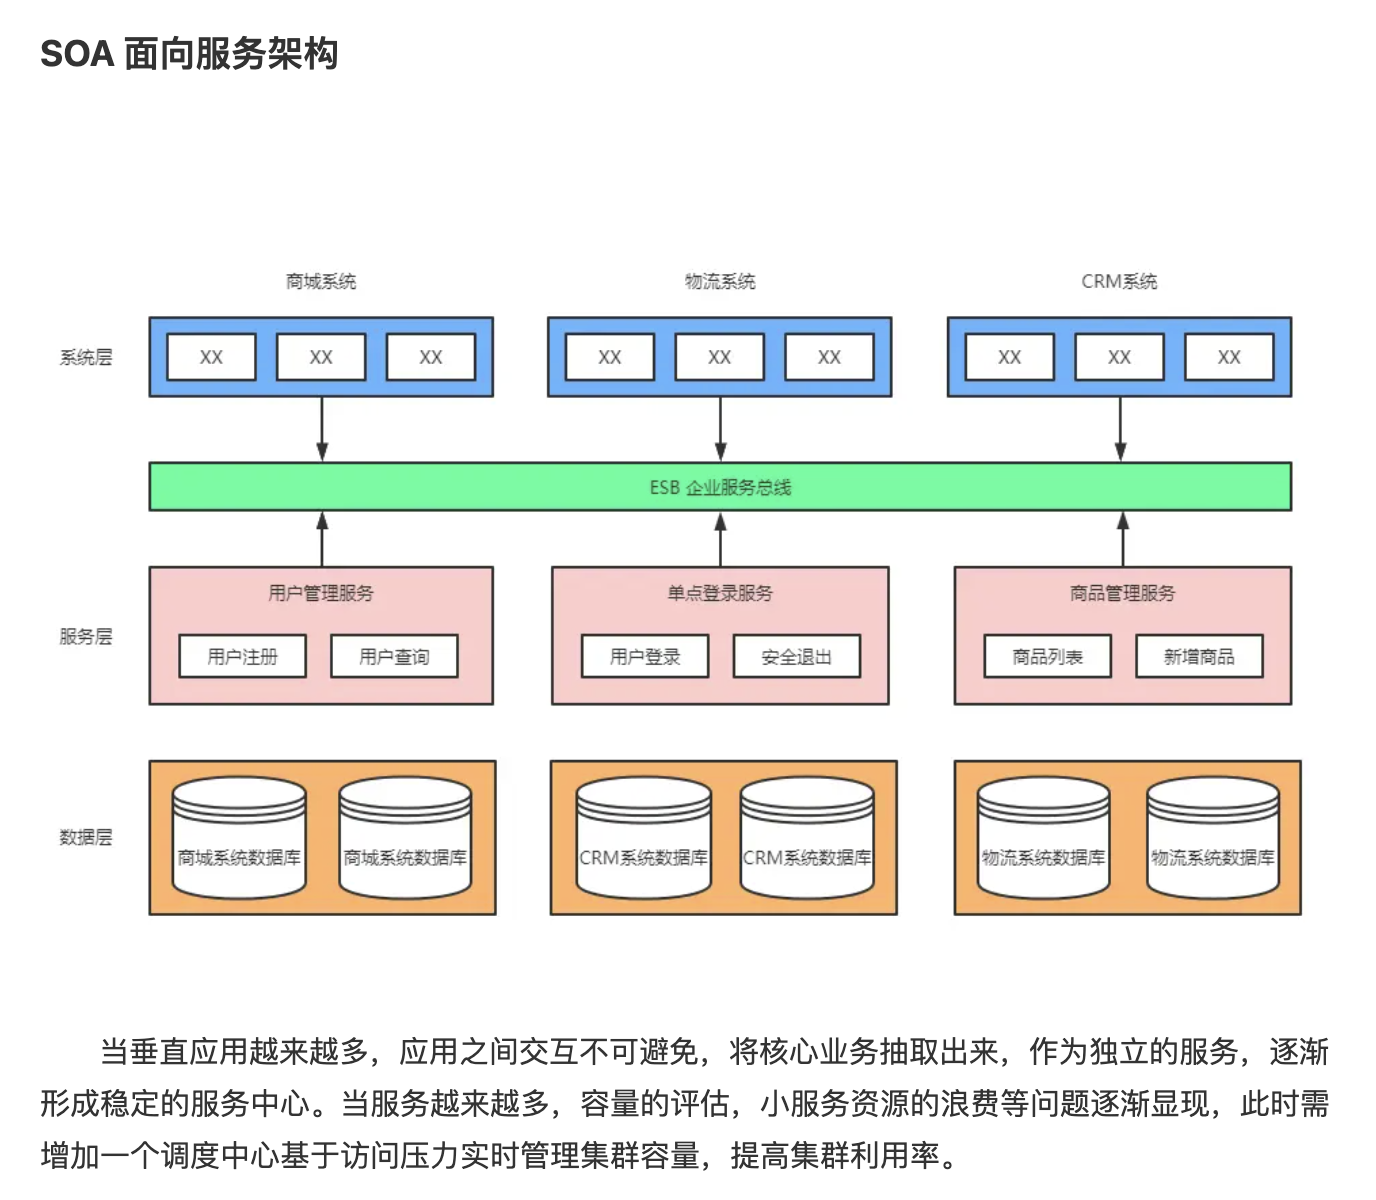 SOA 面向服务架构
商城系统 物流系统 CRM系统
系统层 XX XX XX XX XX XX XX XX XX
ESB 企业服务总线
用户管理服务 单点登录服务 商品管理服务
服务层 用户注册 用户查询 用户登录 安全退出 商品列表 新增商品
数据层 商城系统数据库 商城系统数据库 CRM系统数据库 CRM系统数据库 物流系统数据库 物流系统数据库
当垂直应用越来越多，应用之间交互不可避免，将核心业务抽取出来，作为独立的服务，逐渐
形成稳定的服务中心。当服务越来越多，容量的评估，小服务资源的浪费等问题逐渐显现，此时需
增加一个调度中心基于访问压力实时管理集群容量，提高集群利用率。